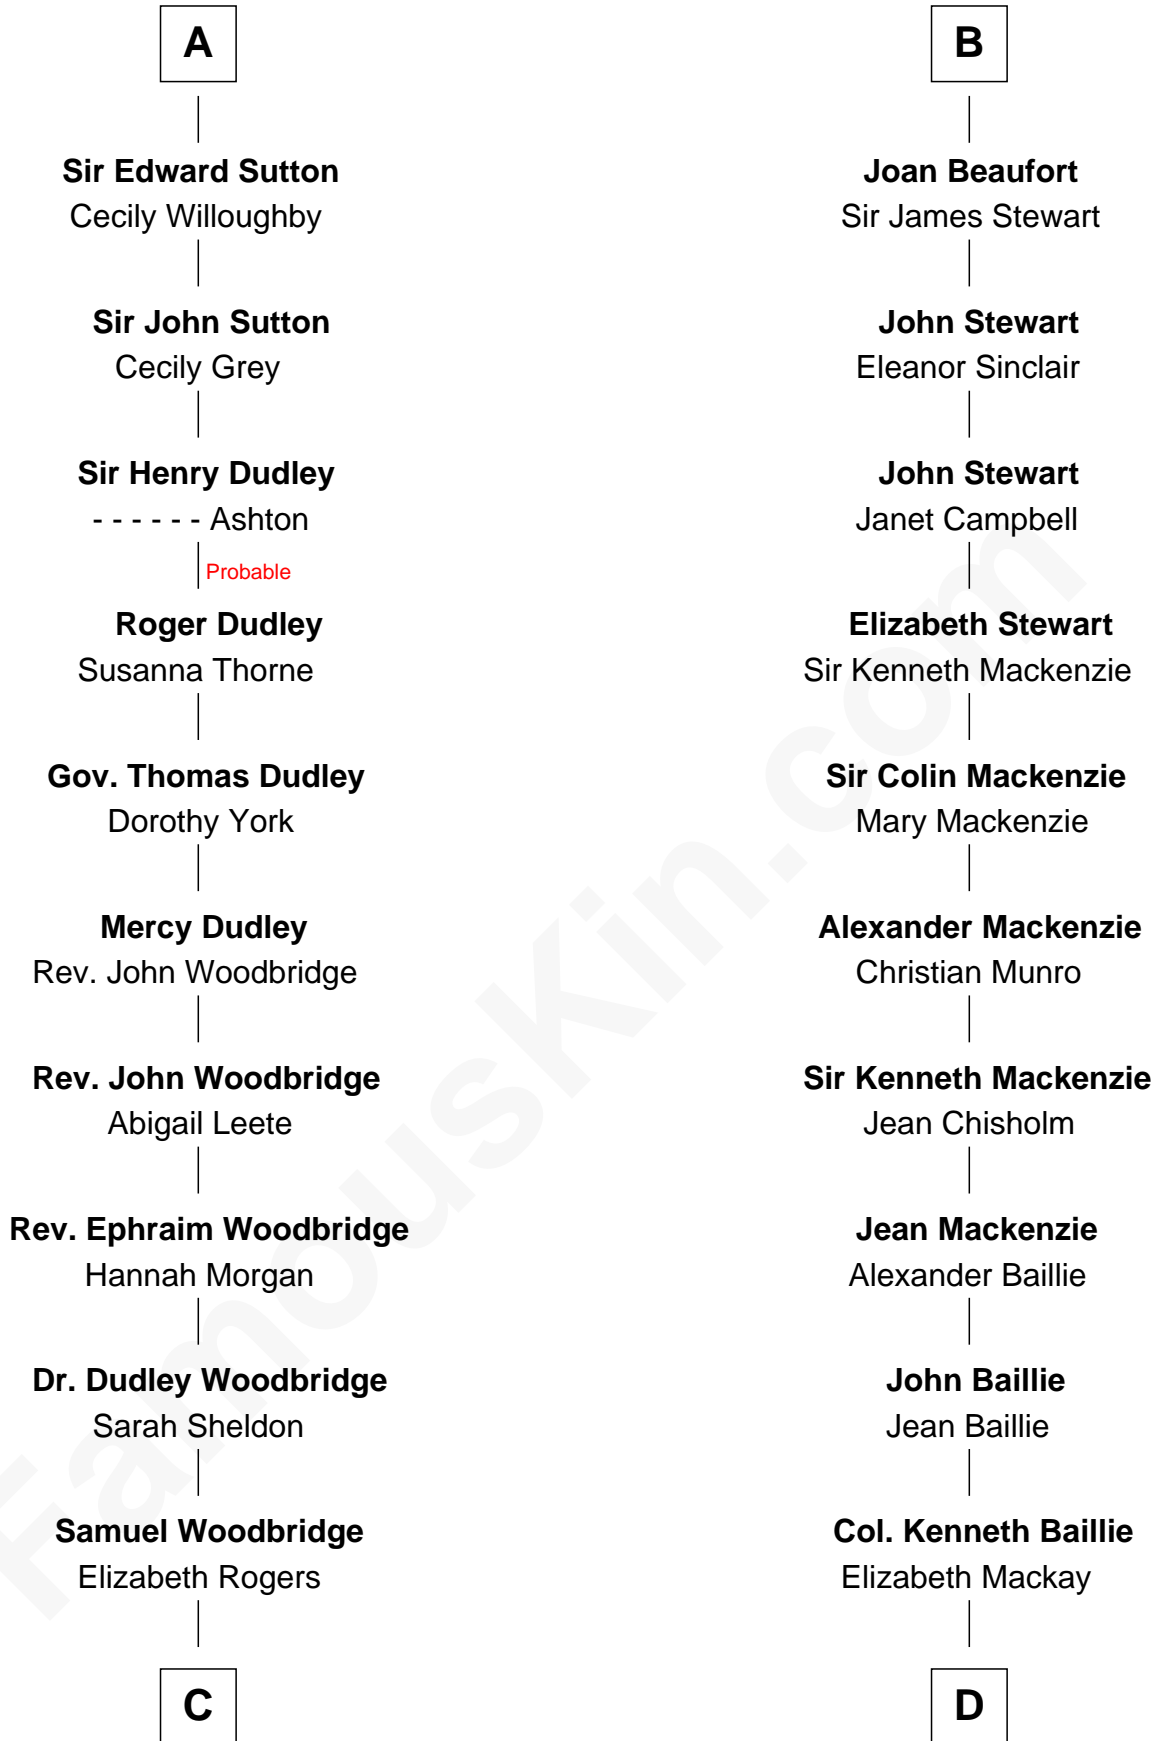 A
Sir Edward Sutton
Cecily Willoughby
Sir John Sutton
Cecily Grey
Sir Henry Dudley
- - - - - - Ashton
Probable
Roger Dudley
Susanna Thorne
Gov. Thomas Dudley
Dorothy York
Mercy Dudley
Rev. John Woodbridge
Rev. John Woodbridge
Abigail Leete
Rev. Ephraim Woodbridge
Hannah Morgan
Dr. Dudley Woodbridge
Sarah Sheldon
Samuel Woodbridge
Elizabeth Rogers
C
B
Joan Beaufort
Sir James Stewart
John Stewart
Eleanor Sinclair
John Stewart
Janet Campbell
Elizabeth Stewart
Sir Kenneth Mackenzie
Sir Colin Mackenzie
Mary Mackenzie
Alexander Mackenzie
Christian Munro
Sir Kenneth Mackenzie
Jean Chisholm
Jean Mackenzie
Alexander Baillie
John Baillie
Jean Baillie
Col. Kenneth Baillie
Elizabeth Mackay
D
FamousKin.com